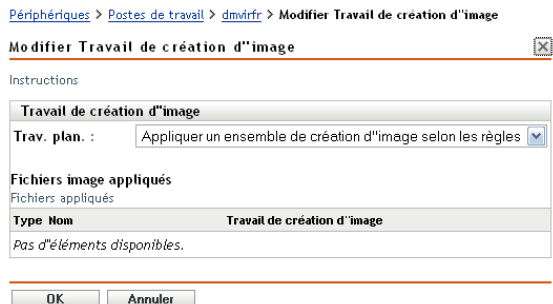 Périphériques > Postes de travail > dmvirfr > Modifier Travail de création d''image
Modifier Travail de création d''image
Instructions
Travail de création d''image
Trav. plan. : Appliquer un ensemble de création d''image selon les règles
Fichiers image appliqués
Fichiers appliqués
Type Nom Travail de création d''image
Pas d''éléments disponibles.
OK Annuler